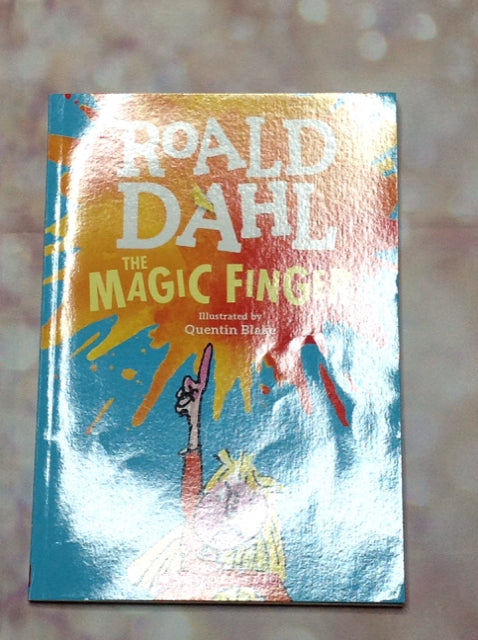 ROALD
DAHL
THE
MAGIC FINGER
Illustrated by
Quentin Blake